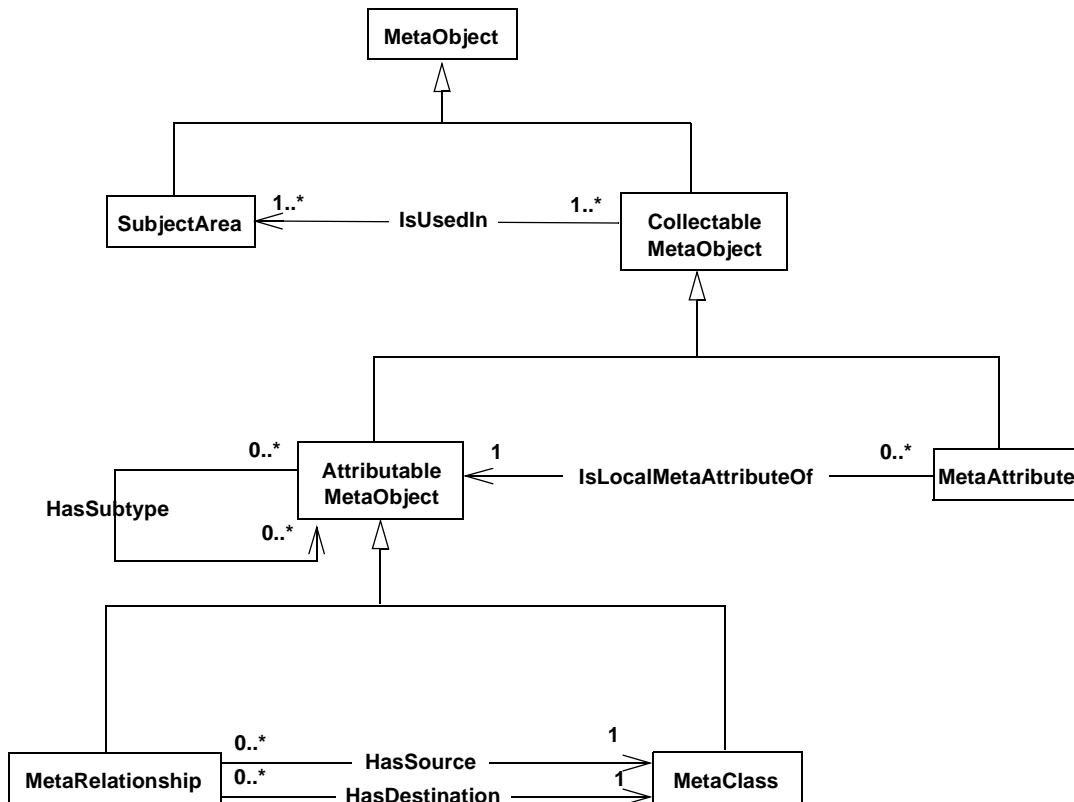 MetaObject
SubjectArea
1..*
IsUsedIn
1..*
Collectable
MetaObject
0..*
Attributable
MetaObject
1
IsLocalMetaAttributeOf
0..*
MetaAttribute
HasSubtype
0..*
0..*
HasSource
1
MetaRelationship
MetaClass
0..*
HasDestination
1